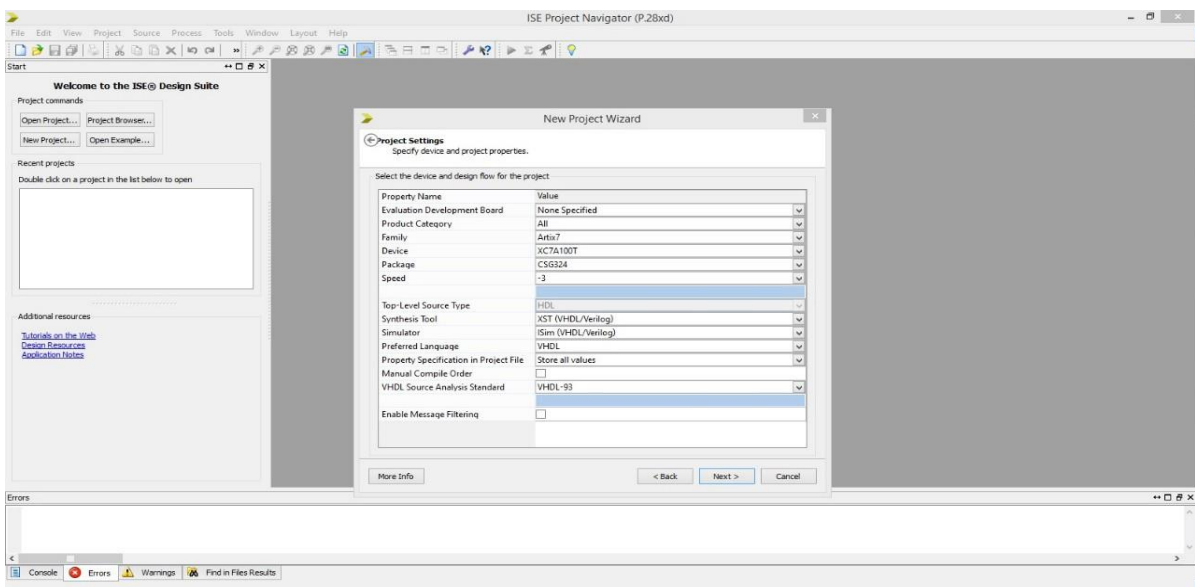 ISE Project Navigator (P.28xd)
File Edit View Project Source Process Tools Window Layout Help
Start
Welcome to the ISE® Design Suite
Project commands
Open Project... Project Browser...
New Project... Open Example...
Recent projects
Double click on a project in the list below to open
Additional resources
Tutorials on the Web
Design Resources
Application Notes
New Project Wizard
Project Settings
Specify device and project properties.
Select the device and design flow for the project
Property Name Value
Evaluation Development Board None Specified
Product Category All
Family Artix7
Device XC7A100T
Package CSG324
Speed -3
Top-Level Source Type HDL
Synthesis Tool XST (VHDL/Verilog)
Simulator ISim (VHDL/Verilog)
Preferred Language VHDL
Property Specification in Project File Store all values
Manual Compile Order
VHDL Source Analysis Standard VHDL-93
Enable Message Filtering
More Info < Back Next > Cancel
Errors
Console Errors Warnings Find in Files Results